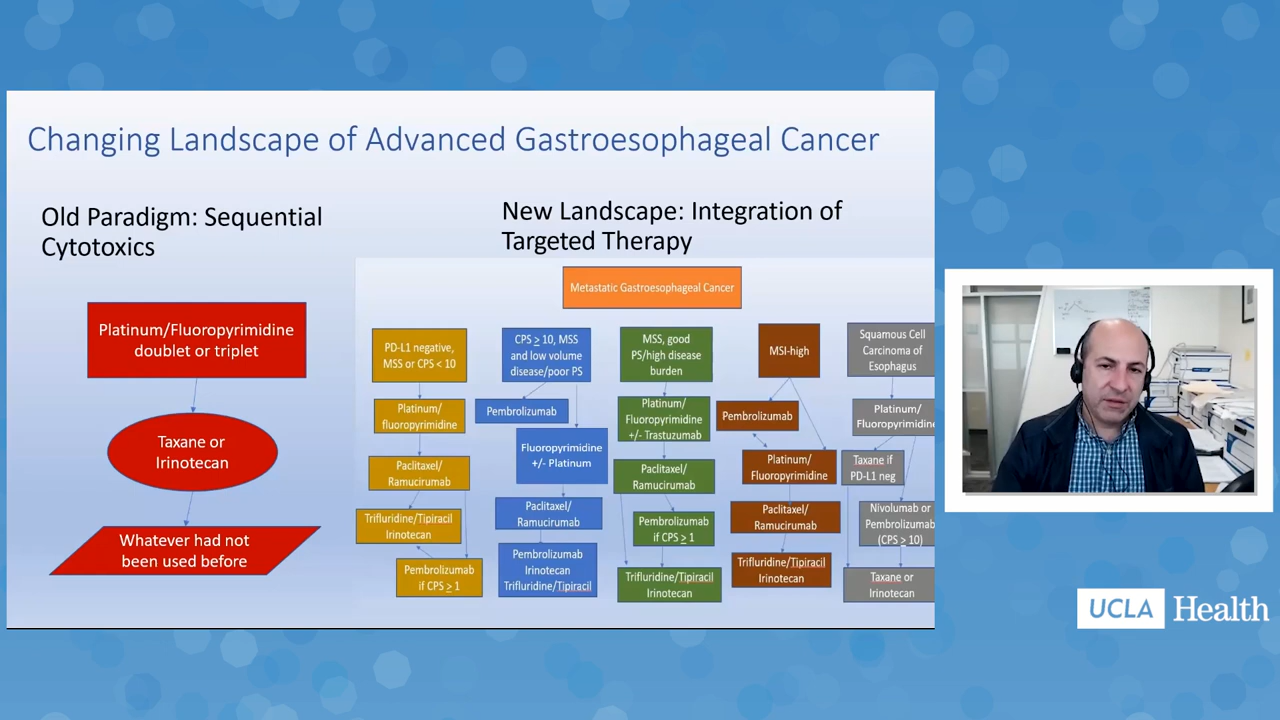 Changing Landscape of Advanced Gastroesophageal Cancer
Old Paradigm: Sequential
Cytotoxics
Platinum/Fluoropyrimidine
doublet or triplet
Taxane or
Irinotecan
Whatever had not
been used before
New Landscape: Integration of
Targeted Therapy
Metastatic Gastroesophageal Cancer
PD-L1 negative,
MSS or CPS < 10
Platinum/
fluoropyrimidine
Paclitaxel/
Ramucirumab
Trifluridine/Tipiracil
Irinotecan
Pembrolizumab
if CPS ≥ 1
CPS ≥ 10, MSS
and low volume
disease/poor PS
Pembrolizumab
Fluoropyrimidine
+/- Platinum
Paclitaxel/
Ramucirumab
Pembrolizumab
Irinotecan
Trifluridine/Tipiracil
MSS, good
PS/high disease
burden
Platinum/
Fluoropyrimidine
+/- Trastuzumab
Paclitaxel/
Ramucirumab
Pembrolizumab
if CPS ≥ 1
Trifluridine/Tipiracil
Irinotecan
MSI-high
Pembrolizumab
Platinum/
Fluoropyrimidine
Paclitaxel/
Ramucirumab
Trifluridine/Tipiracil
Irinotecan
Squamous Cell
Carcinoma of
Esophagus
Platinum/
Fluoropyrimidine
Taxane if
PD-L1 neg
Nivolumab or
Pembrolizumab
(CPS ≥ 10)
Taxane or
Irinotecan
UCLA Health